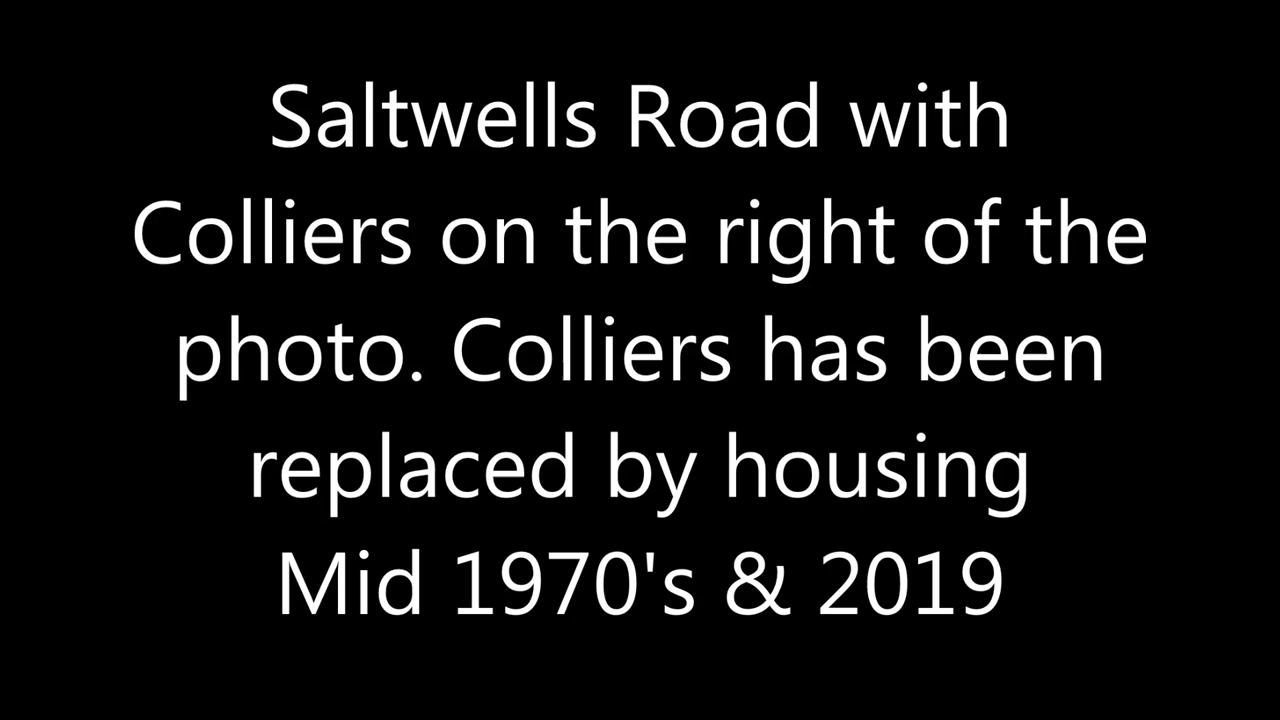 Saltwells Road with
Colliers on the right of the
photo. Colliers has been
replaced by housing
Mid 1970's & 2019